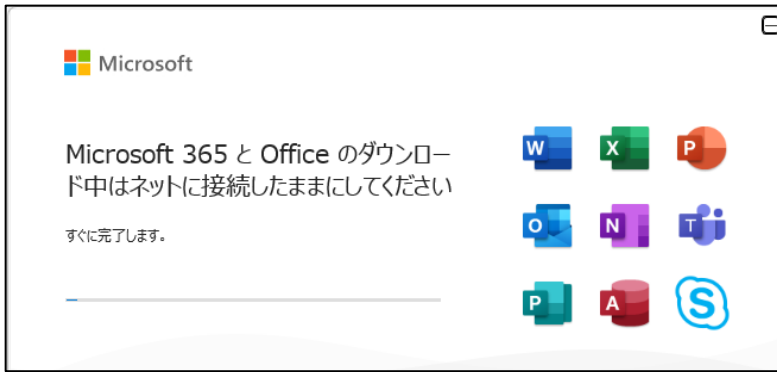 Microsoft
Microsoft 365 と Office のダウンロー
ド中はネットに接続したままにしてください
すぐに完了します。
W
X
P
O
N
T
P
A
S